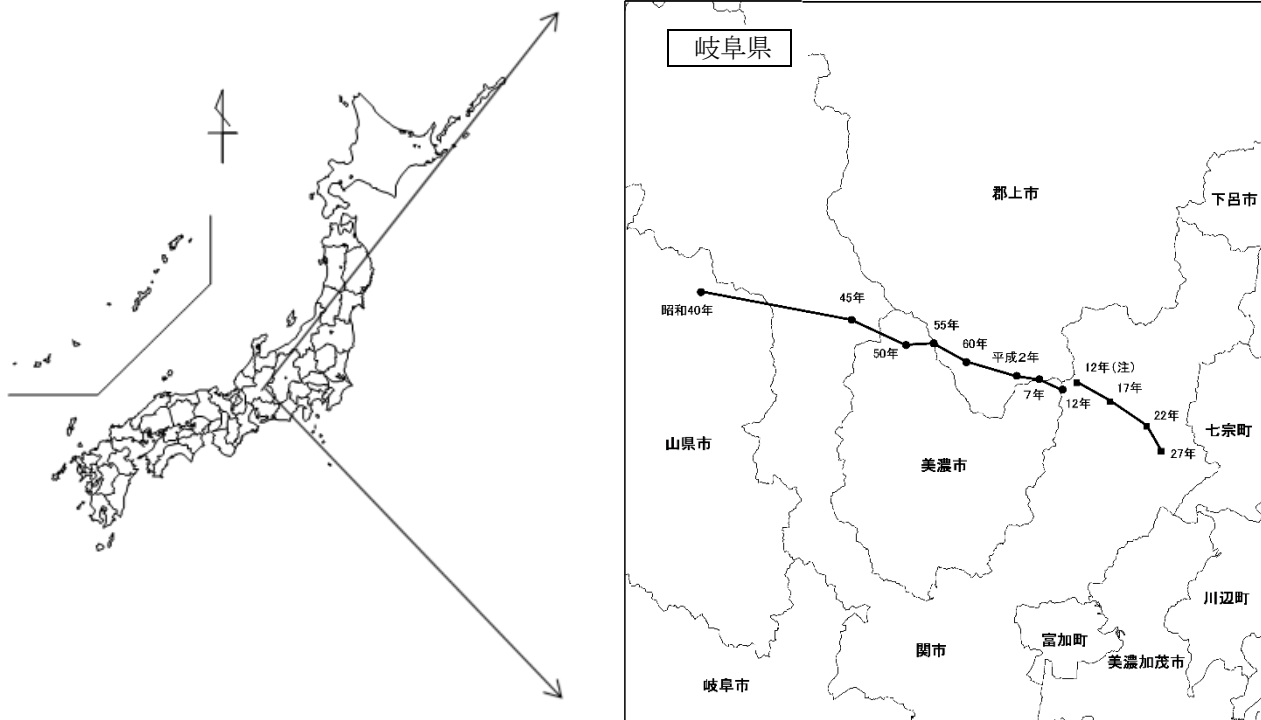 岐阜県
郡上市
下呂市
昭和40年
45年
50年
55年
60年
平成2年
7年
12年
12年(注)
17年
22年
27年
山県市
美濃市
七宗町
関市
富加町
川辺町
美濃加茂市
岐阜市